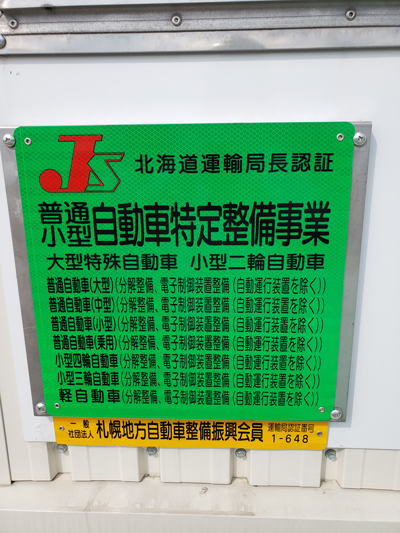 JS 北海道運輸局長認証
普通
小型 自動車特定整備事業
大型特殊自動車 小型二輪自動車
普通自動車(大型)(分解整備、電子制御装置整備(自動運行装置を除く))
普通自動車(中型)(分解整備、電子制御装置整備(自動運行装置を除く))
普通自動車(小型)(分解整備、電子制御装置整備(自動運行装置を除く))
普通自動車(乗用)(分解整備、電子制御装置整備(自動運行装置を除く))
小型四輪自動車(分解整備、電子制御装置整備(自動運行装置を除く))
小型三輪自動車(分解整備、電子制御装置整備(自動運行装置を除く))
軽自動車(分解整備、電子制御装置整備(自動運行装置を除く))
一般
社団法人 札幌地方自動車整備振興会員 運輸局認証番号
1-648